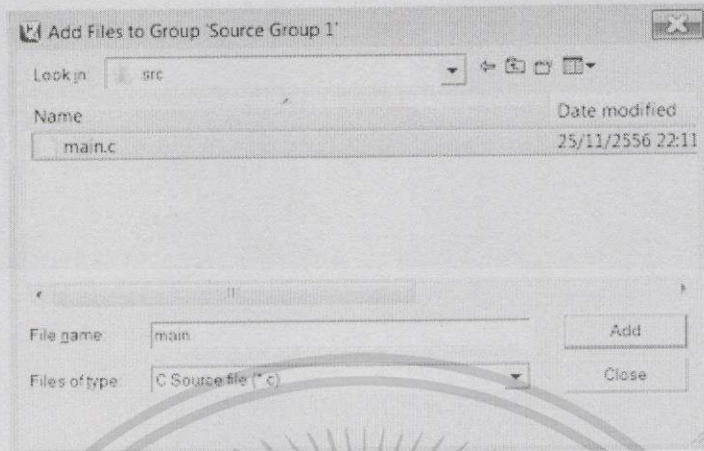 Add Files to Group 'Source Group 1'
Look in: src
Name Date modified
main.c 25/11/2556 22:11
File name: main
Add
Files of type: C Source file (*.c)
Close